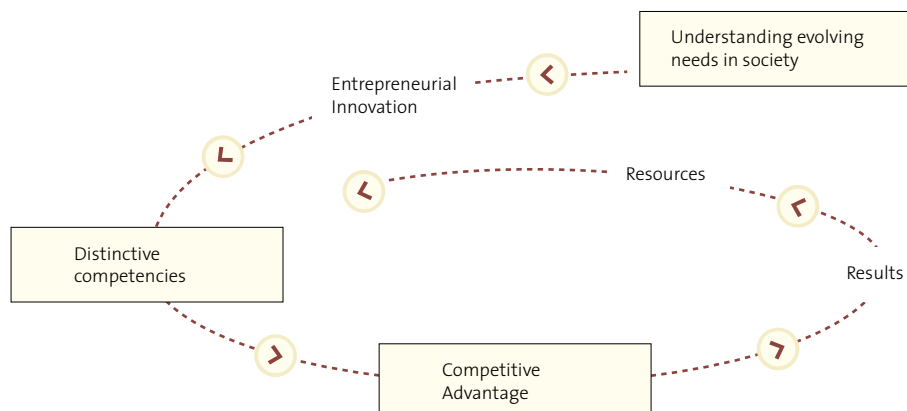 Understanding evolving
needs in society
Entrepreneurial
Innovation
Resources
Distinctive
competencies
Results
Competitive
Advantage